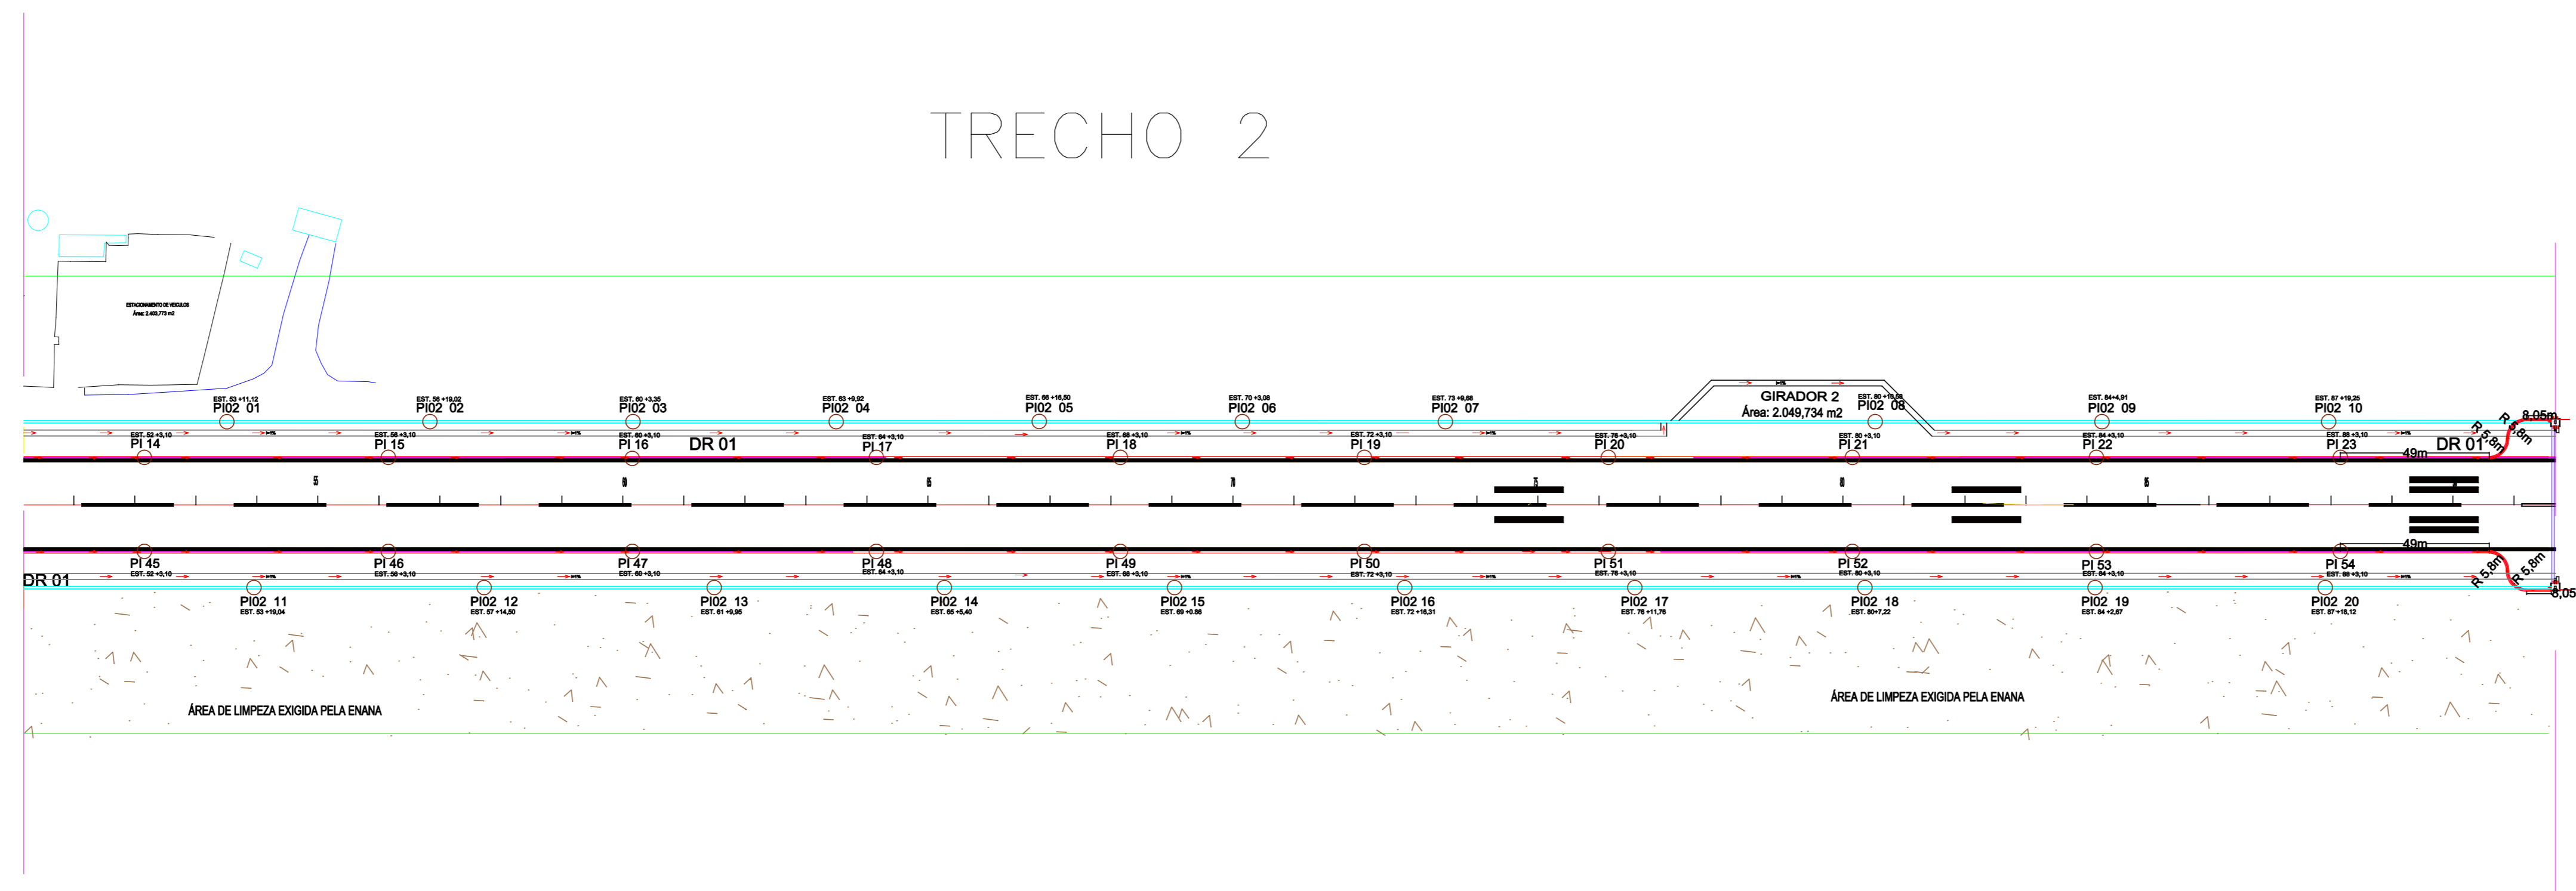 TRECHO 2
ESTACIONAMENTO DE VEICULOS
Área: 2.403,773 m2
EST. 53 +11,12
PI02 01
EST. 56 +19,02
PI02 02
EST. 60 +3,35
PI02 03
EST. 63 +9,92
PI02 04
EST. 66 +16,50
PI02 05
EST. 70 +3,08
PI02 06
EST. 73 +9,68
PI02 07
GIRADOR 2
Área: 2.049,734 m2
PI02 08
EST. 84+4,91
PI02 09
EST. 87 +19,25
PI02 10
8,05m
R 5,8m
R 5,8m
EST. 52 +3,10
PI 14
EST. 56 +3,10
PI 15
EST. 60 +3,10
PI 16
DR 01
EST. 64 +3,10
PI 17
EST. 68 +3,10
PI 18
EST. 72 +3,10
PI 19
EST. 76 +3,10
PI 20
EST. 80 +3,10
PI 21
EST. 84 +3,10
PI 22
EST. 88 +3,10
PI 23
DR 01
49m
49m
PI 45
EST. 52 +3,10
PI 46
EST. 56 +3,10
PI 47
EST. 60 +3,10
PI 48
EST. 64 +3,10
PI 49
EST. 68 +3,10
PI 50
EST. 72 +3,10
PI 51
EST. 76 +3,10
PI 52
EST. 80 +3,10
PI 53
EST. 84 +3,10
PI 54
EST. 88 +3,10
R 5,8m
R 5,8m
8,05
DR 01
PI02 11
EST. 53 +19,04
PI02 12
EST. 57 +14,50
PI02 13
EST. 61 +9,95
PI02 14
EST. 65 +5,40
PI02 15
EST. 69 +0.86
PI02 16
EST. 72 +16,31
PI02 17
EST. 76 +11,76
PI02 18
EST. 80+7,22
PI02 19
EST. 84 +2,67
PI02 20
EST. 87 +18,12
ÁREA DE LIMPEZA EXIGIDA PELA ENANA
ÁREA DE LIMPEZA EXIGIDA PELA ENANA